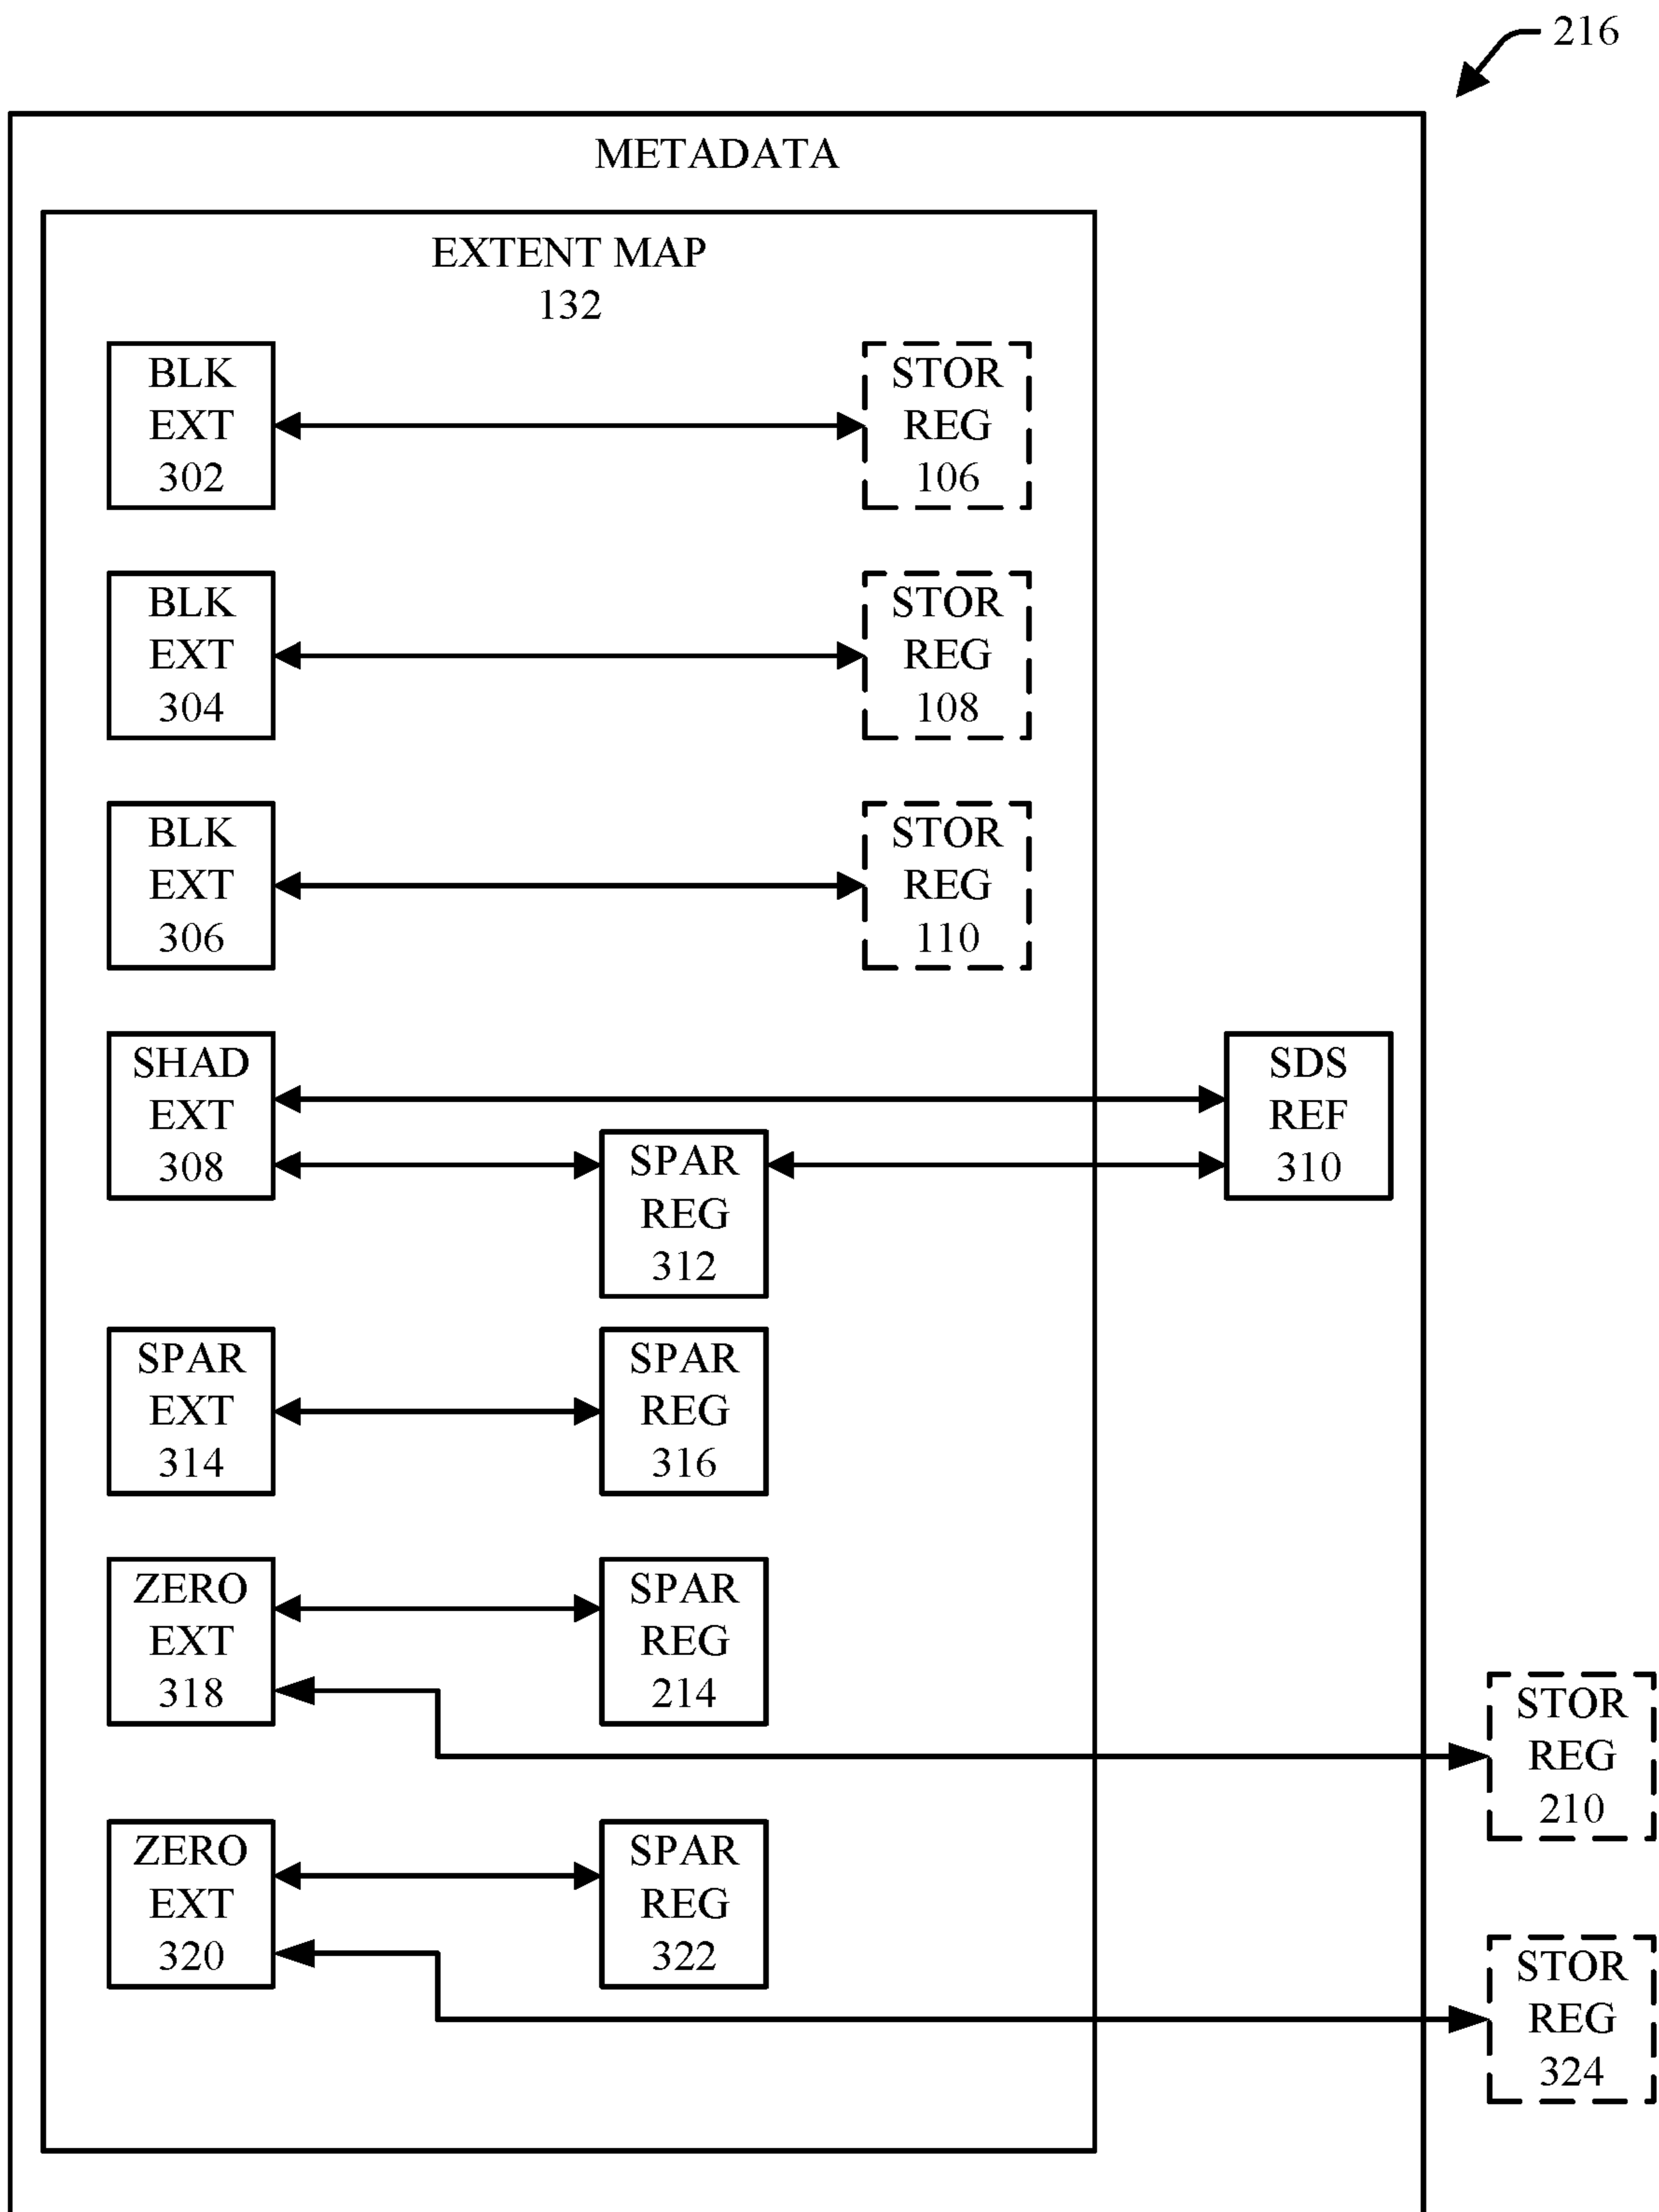 216
METADATA
EXTENT MAP
132
BLK
EXT
302
STOR
REG
106
BLK
EXT
304
STOR
REG
108
BLK
EXT
306
STOR
REG
110
SHAD
EXT
308
SDS
REF
310
SPAR
REG
312
SPAR
EXT
314
SPAR
REG
316
ZERO
EXT
318
SPAR
REG
214
STOR
REG
210
ZERO
EXT
320
SPAR
REG
322
STOR
REG
324